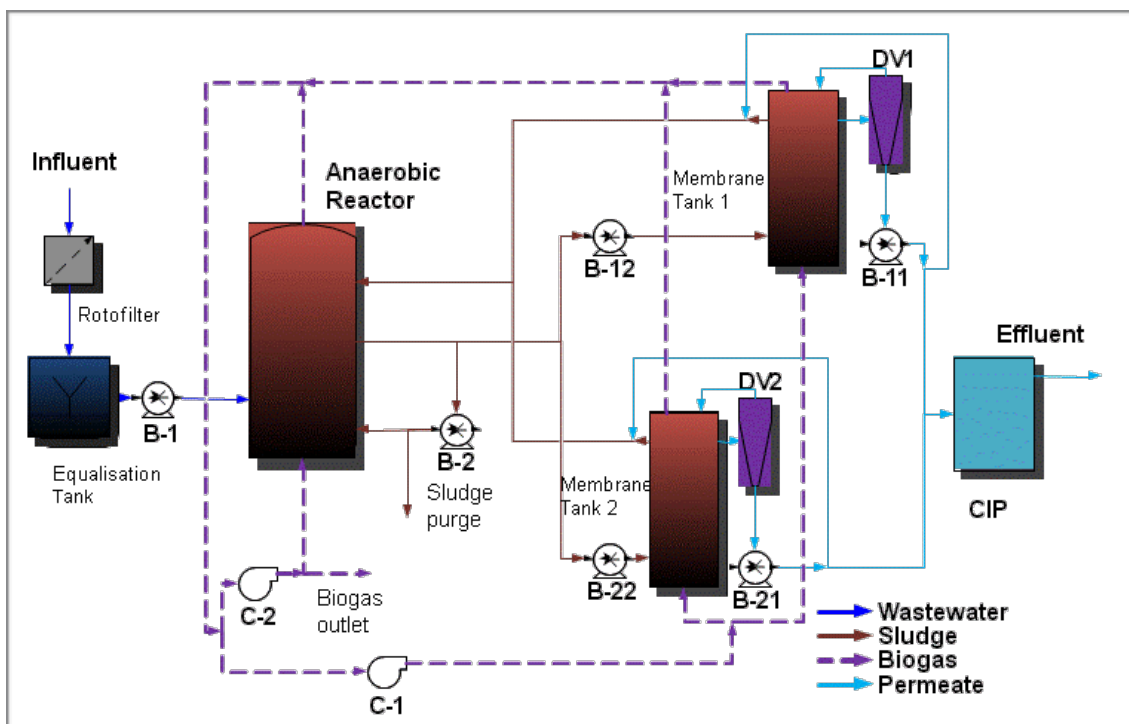 DV1
Influent
Anaerobic
Reactor
Membrane
Tank 1
B-12
B-11
Rotofilter
Effluent
DV2
B-1
B-2
Equalisation
Tank
Sludge
purge
Membrane
Tank 2
CIP
C-2
Biogas
outlet
B-22
B-21
C-1
Wastewater
Sludge
Biogas
Permeate